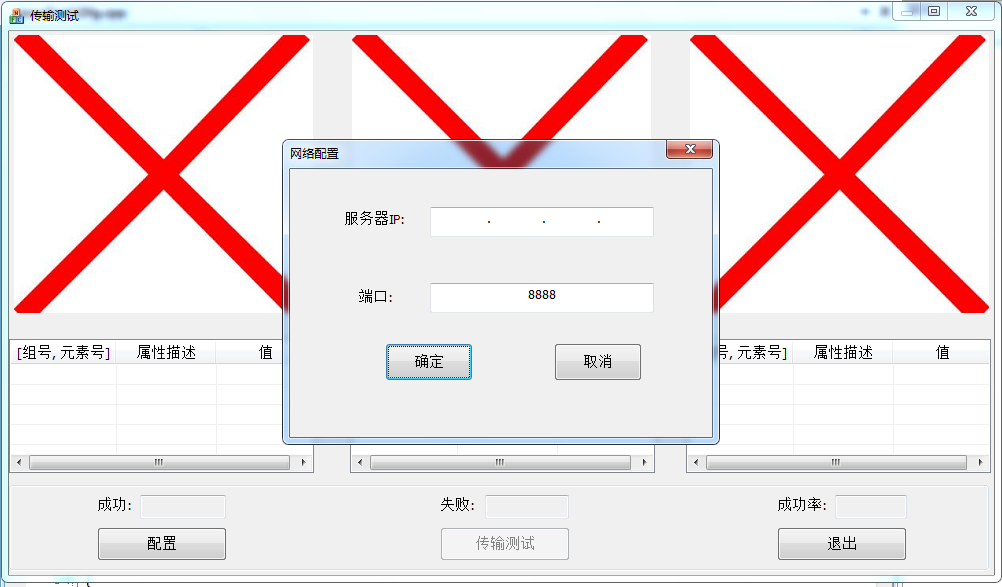 传输测试
网络配置
服务器IP:
. . .
端口: 8888
确定 取消
[组号, 元素号] 属性描述 值
号, 元素号] 属性描述 值
成功: 失败: 成功率:
配置 传输测试 退出